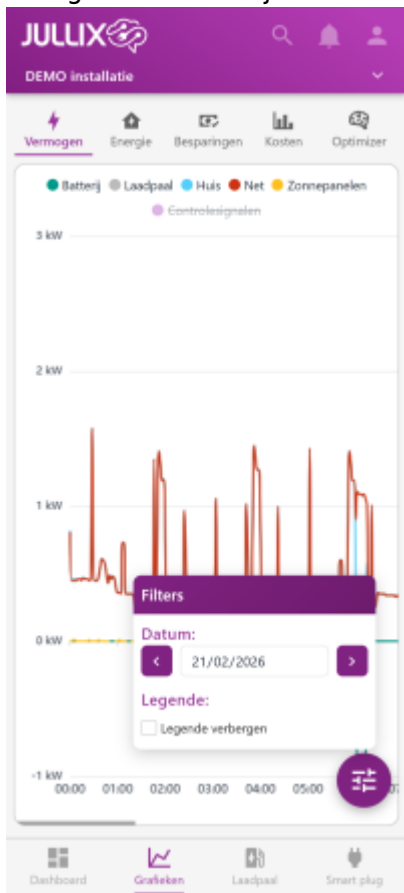 JULLIX
DEMO installatie
Vermogen Energie Besparingen Kosten Optimizer
Batterij Laadpaal Huis Net Zonnepanelen
Controlesignalen
3 kW
2 kW
1 kW
0 kW
-1 kW
Filters
Datum:
21/02/2026
Legende:
Legende verbergen
00:00 01:00 02:00 03:00 04:00 05:00
Dashboard Grafieken Laadpaal Smart plug